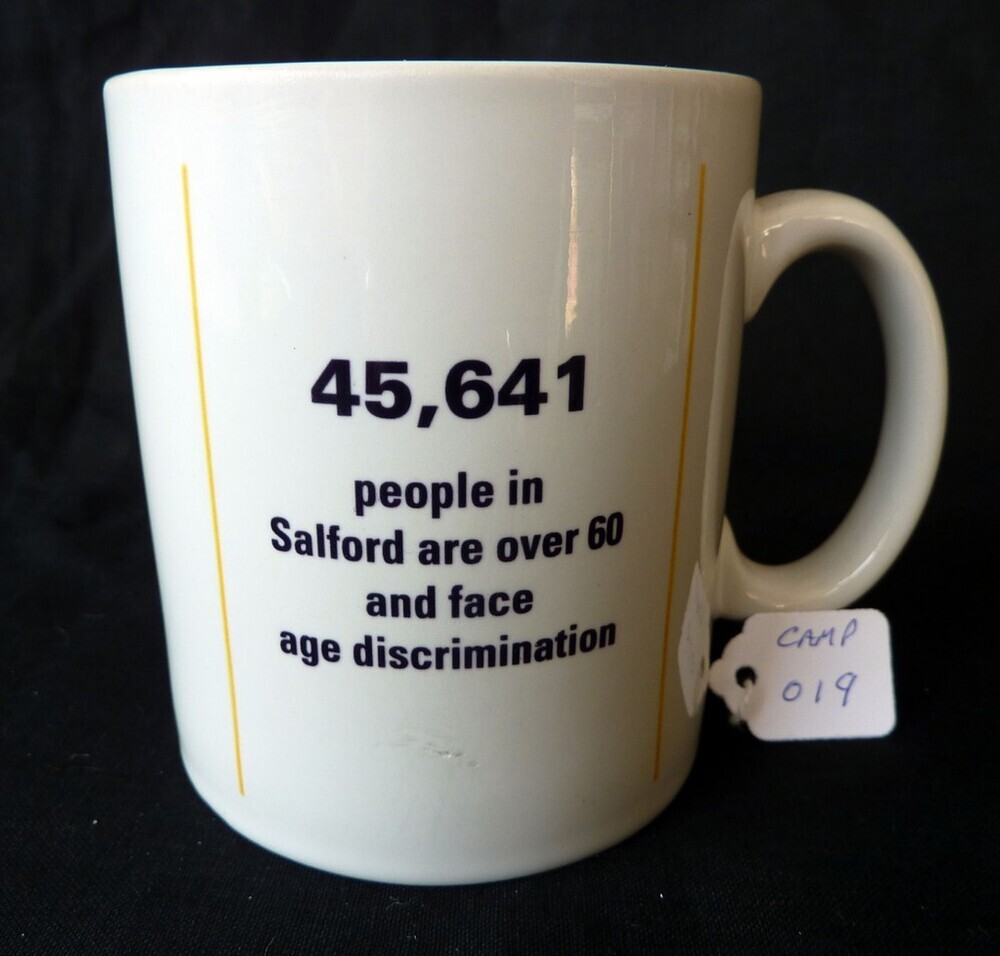 45,641
people in
Salford are over 60
and face
age discrimination
CAMP
019